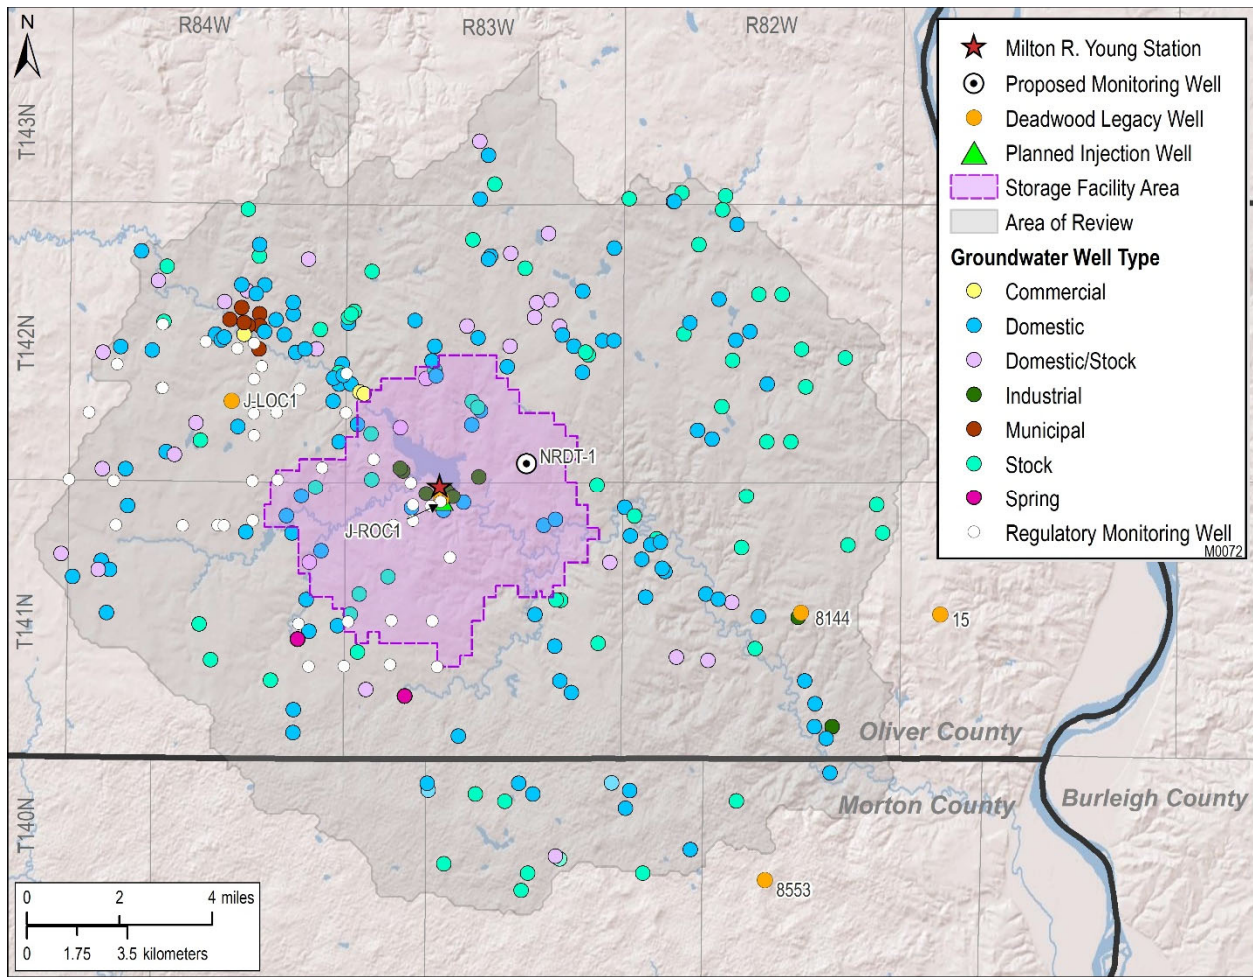 N
R84W
R83W
R82W
T143N
T142N
T141N
T140N
Milton R. Young Station
Proposed Monitoring Well
Deadwood Legacy Well
Planned Injection Well
Storage Facility Area
Area of Review
Groundwater Well Type
Commercial
Domestic
Domestic/Stock
Industrial
Municipal
Stock
Spring
Regulatory Monitoring Well
M0072
J-LOC1
NRDT-1
J-ROC1
8144
15
Oliver County
Morton County
Burleigh County
8553
0 2 4 miles
0 1.75 3.5 kilometers